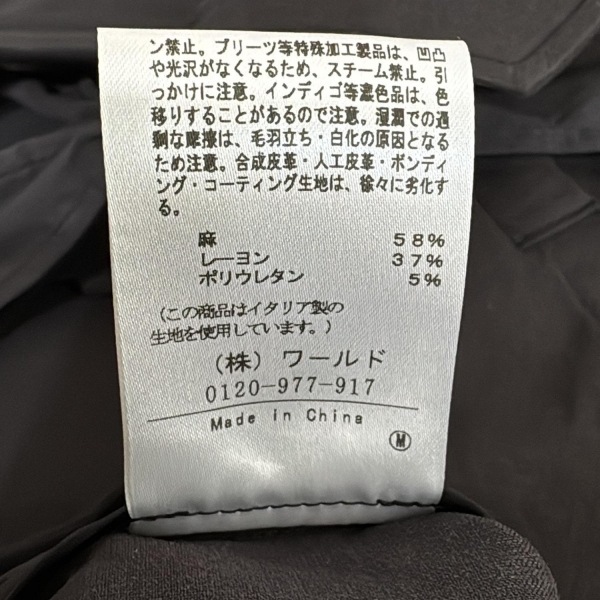 ン禁止。プリーツ等特殊加工製品は、凹凸
や光沢がなくなるため、スチーム禁止。引
っかけに注意。インディゴ等濃色品は、色
移りすることがあるので注意。湿潤での過
剰な摩擦は、毛羽立ち・白化の原因となる
ため注意。合成皮革・人工皮革・ボンディ
ング・コーティング生地は、徐々に劣化す
る。
麻 58%
レーヨン 37%
ポリウレタン 5%
(この商品はイタリア製の
生地を使用しています。)
(株) ワールド
0120-977-917
Made in China
M